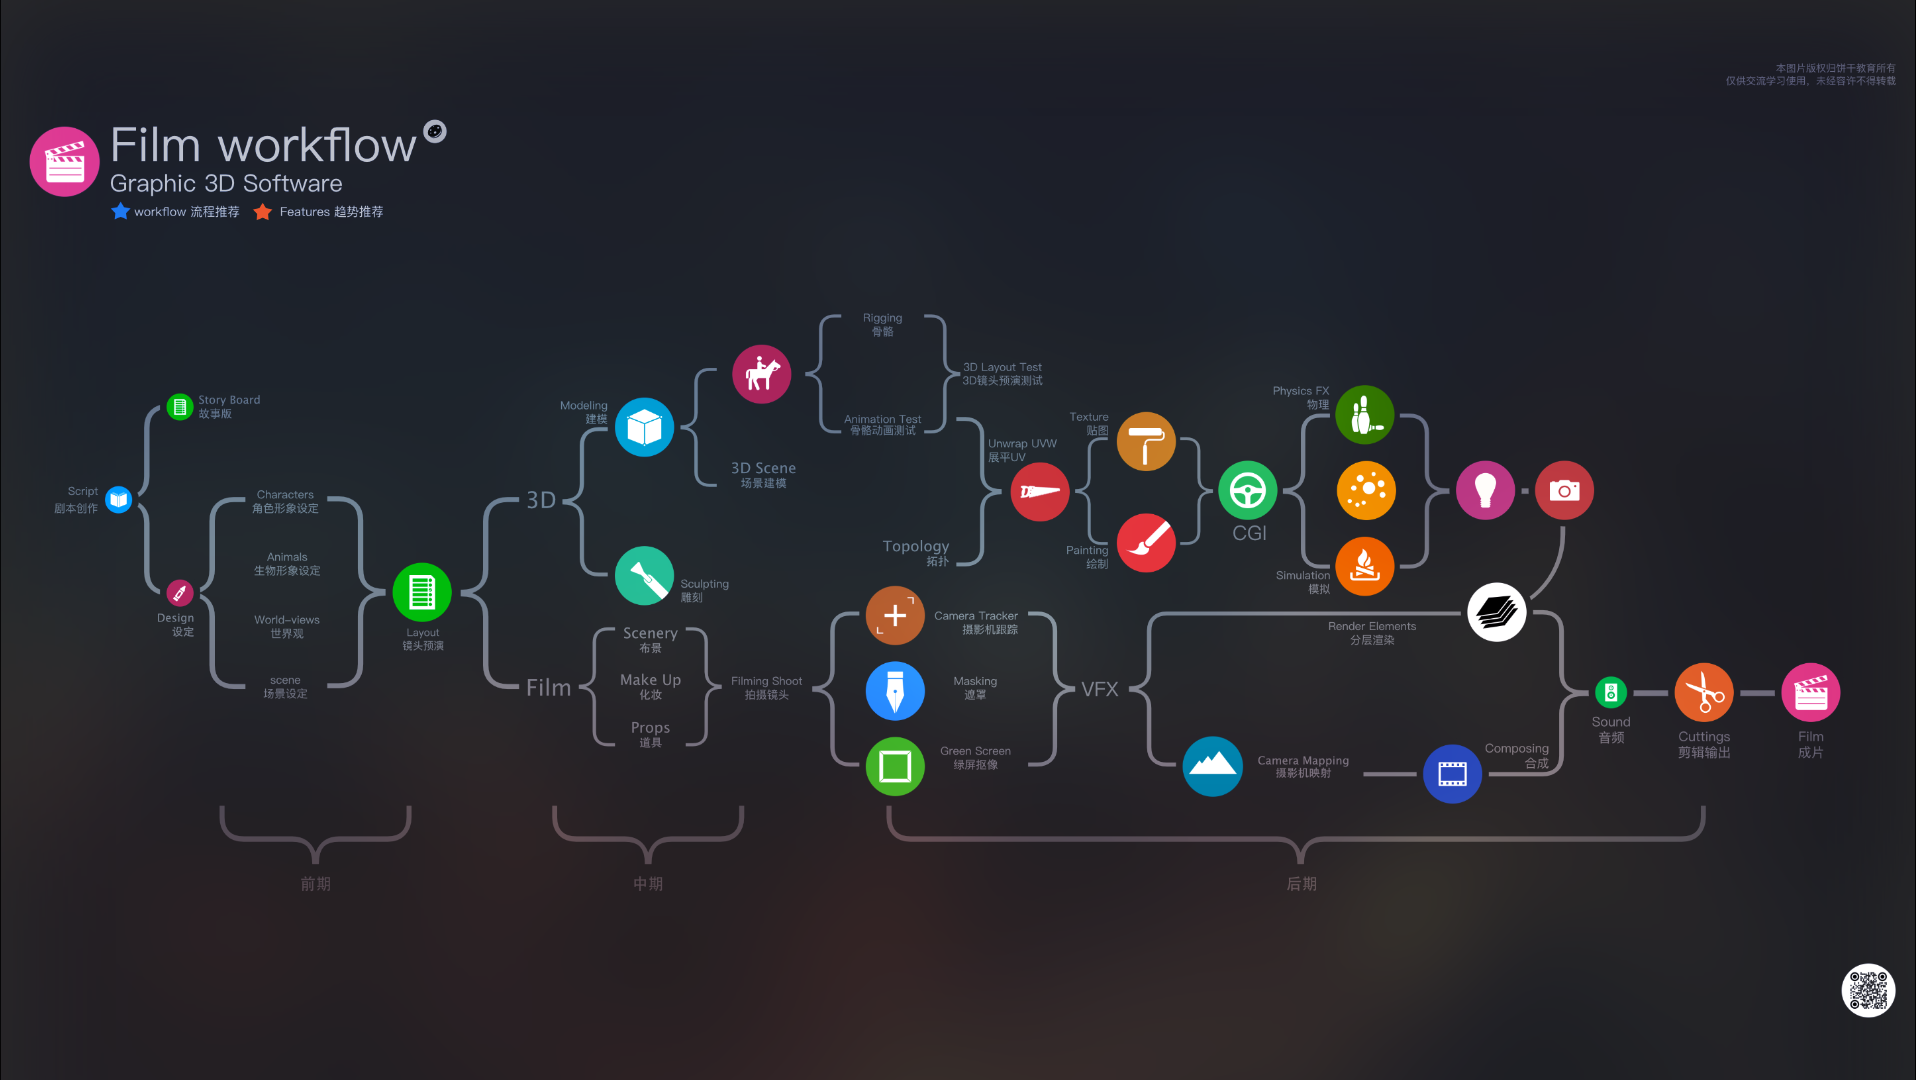 本图片版权归饼干教育所有
仅供交流学习使用，未经容许不得转载
Film workflow
Graphic 3D Software
workflow 流程推荐
Features 趋势推荐
Script
剧本创作
Story Board
故事版
Design
设定
Characters
角色形象设定
Animals
生物形象设定
World-views
世界观
scene
场景设定
Layout
镜头预演
3D
Modeling
建模
Sculpting
雕刻
Rigging
骨骼
Animation Test
骨骼动画测试
3D Scene
场景建模
3D Layout Test
3D镜头预演测试
Topology
拓扑
Unwrap UVW
展平UV
Texture
贴图
Painting
绘制
CGI
Physics FX
物理
Simulation
模拟
Film
Scenery
布景
Make Up
化妆
Props
道具
Filming Shoot
拍摄镜头
Camera Tracker
摄影机跟踪
Masking
遮罩
Green Screen
绿屏抠像
VFX
Render Elements
分层渲染
Camera Mapping
摄影机映射
Composing
合成
Sound
音频
Cuttings
剪辑输出
Film
成片
前期
中期
后期